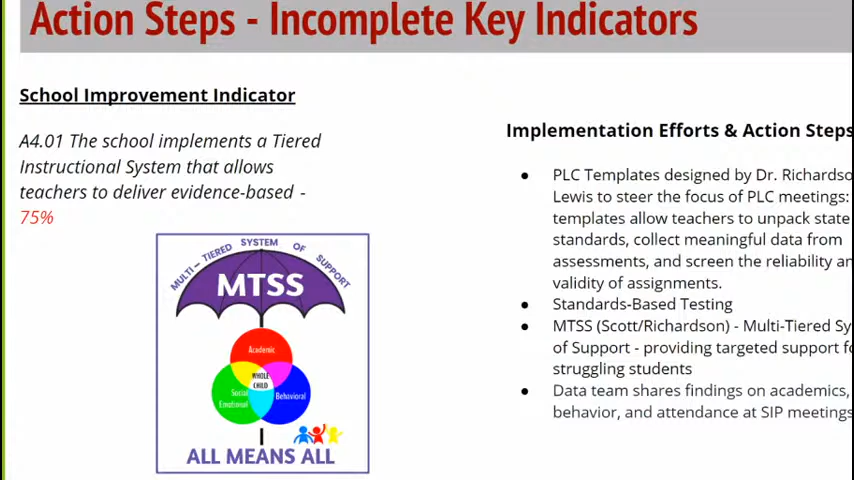 Action Steps - Incomplete Key Indicators
School Improvement Indicator
A4.01 The school implements a Tiered
Instructional System that allows
teachers to deliver evidence-based -
75%
MULTI-TIERED SYSTEM OF SUPPORT
MTSS
Academic
WHOLE
CHILD
Social
Emotional
Behavioral
ALL MEANS ALL
Implementation Efforts & Action Steps
● PLC Templates designed by Dr. Richardso
Lewis to steer the focus of PLC meetings:
templates allow teachers to unpack state
standards, collect meaningful data from
assessments, and screen the reliability an
validity of assignments.
● Standards-Based Testing
● MTSS (Scott/Richardson) - Multi-Tiered Sy
of Support - providing targeted support fo
struggling students
● Data team shares findings on academics,
behavior, and attendance at SIP meetings